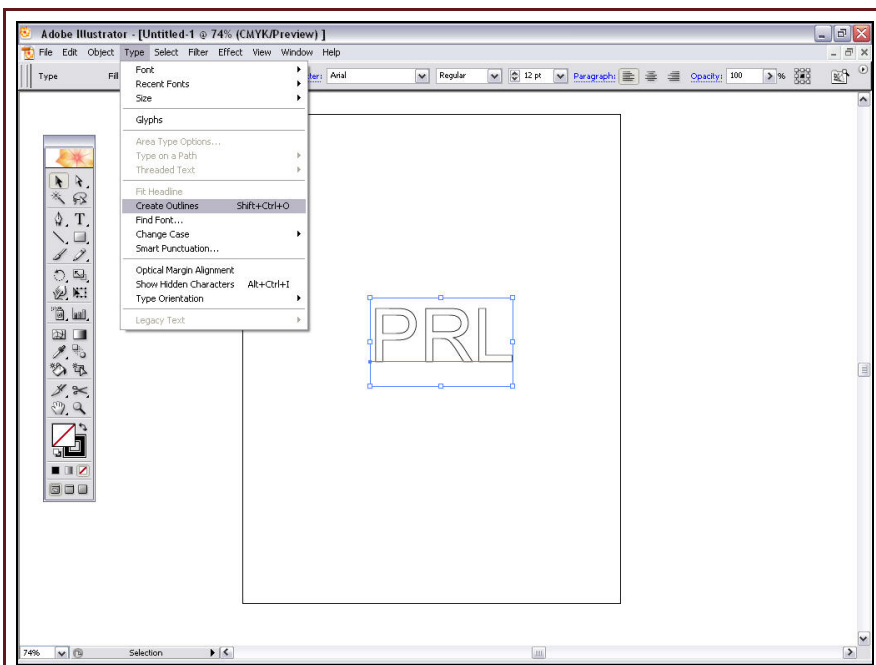 Adobe Illustrator - [Untitled-1 @ 74% (CMYK/Preview) ]
File Edit Object Type Select Filter Effect View Window Help
Type Fil Arial Regular 12 pt Paragraph: Opacity: 100 %
Font
Recent Fonts
Size
Glyphs
Area Type Options...
Type on a Path
Threaded Text
Fit Headline
Create Outlines Shift+Ctrl+O
Find Font...
Change Case
Smart Punctuation...
Optical Margin Alignment
Show Hidden Characters Alt+Ctrl+I
Type Orientation
Legacy Text
T
PRL
74% Selection